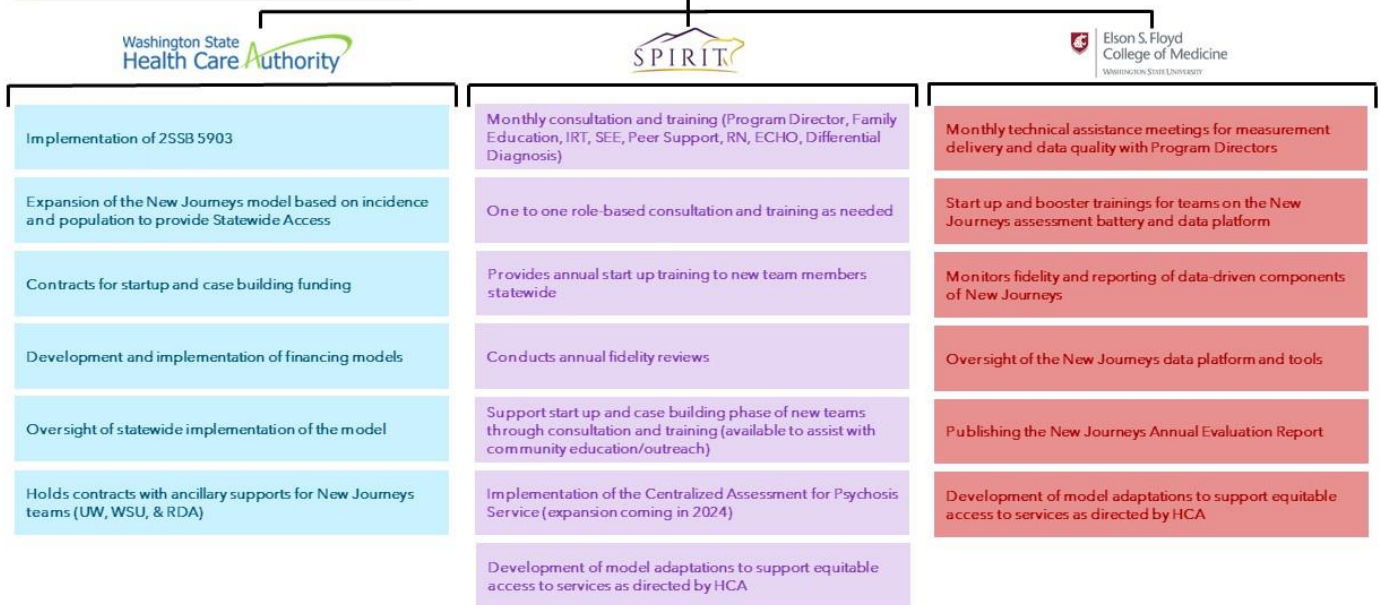 Washington State
Health Care Authority
SPIRIT
Elson S. Floyd
College of Medicine
WASHINGTON STATE UNIVERSITY
Implementation of 2SSB 5903
Expansion of the New Journeys model based on incidence
and population to provide Statewide Access
Contracts for startup and case building funding
Development and implementation of financing models
Oversight of statewide implementation of the model
Holds contracts with ancillary supports for New Journeys
teams (UW, WSU, & RDA)
Monthly consultation and training (Program Director, Family
Education, IRT, SEE, Peer Support, RN, ECHO, Differential
Diagnosis)
One to one role-based consultation and training as needed
Provides annual start up training to new team members
statewide
Conducts annual fidelity reviews
Support start up and case building phase of new teams
through consultation and training (available to assist with
community education/outreach)
Implementation of the Centralized Assessment for Psychosis
Service (expansion coming in 2024)
Development of model adaptations to support equitable
access to services as directed by HCA
Monthly technical assistance meetings for measurement
delivery and data quality with Program Directors
Start up and booster trainings for teams on the New
Journeys assessment battery and data platform
Monitors fidelity and reporting of data-driven components
of New Journeys
Oversight of the New Journeys data platform and tools
Publishing the New Journeys Annual Evaluation Report
Development of model adaptations to support equitable
access to services as directed by HCA